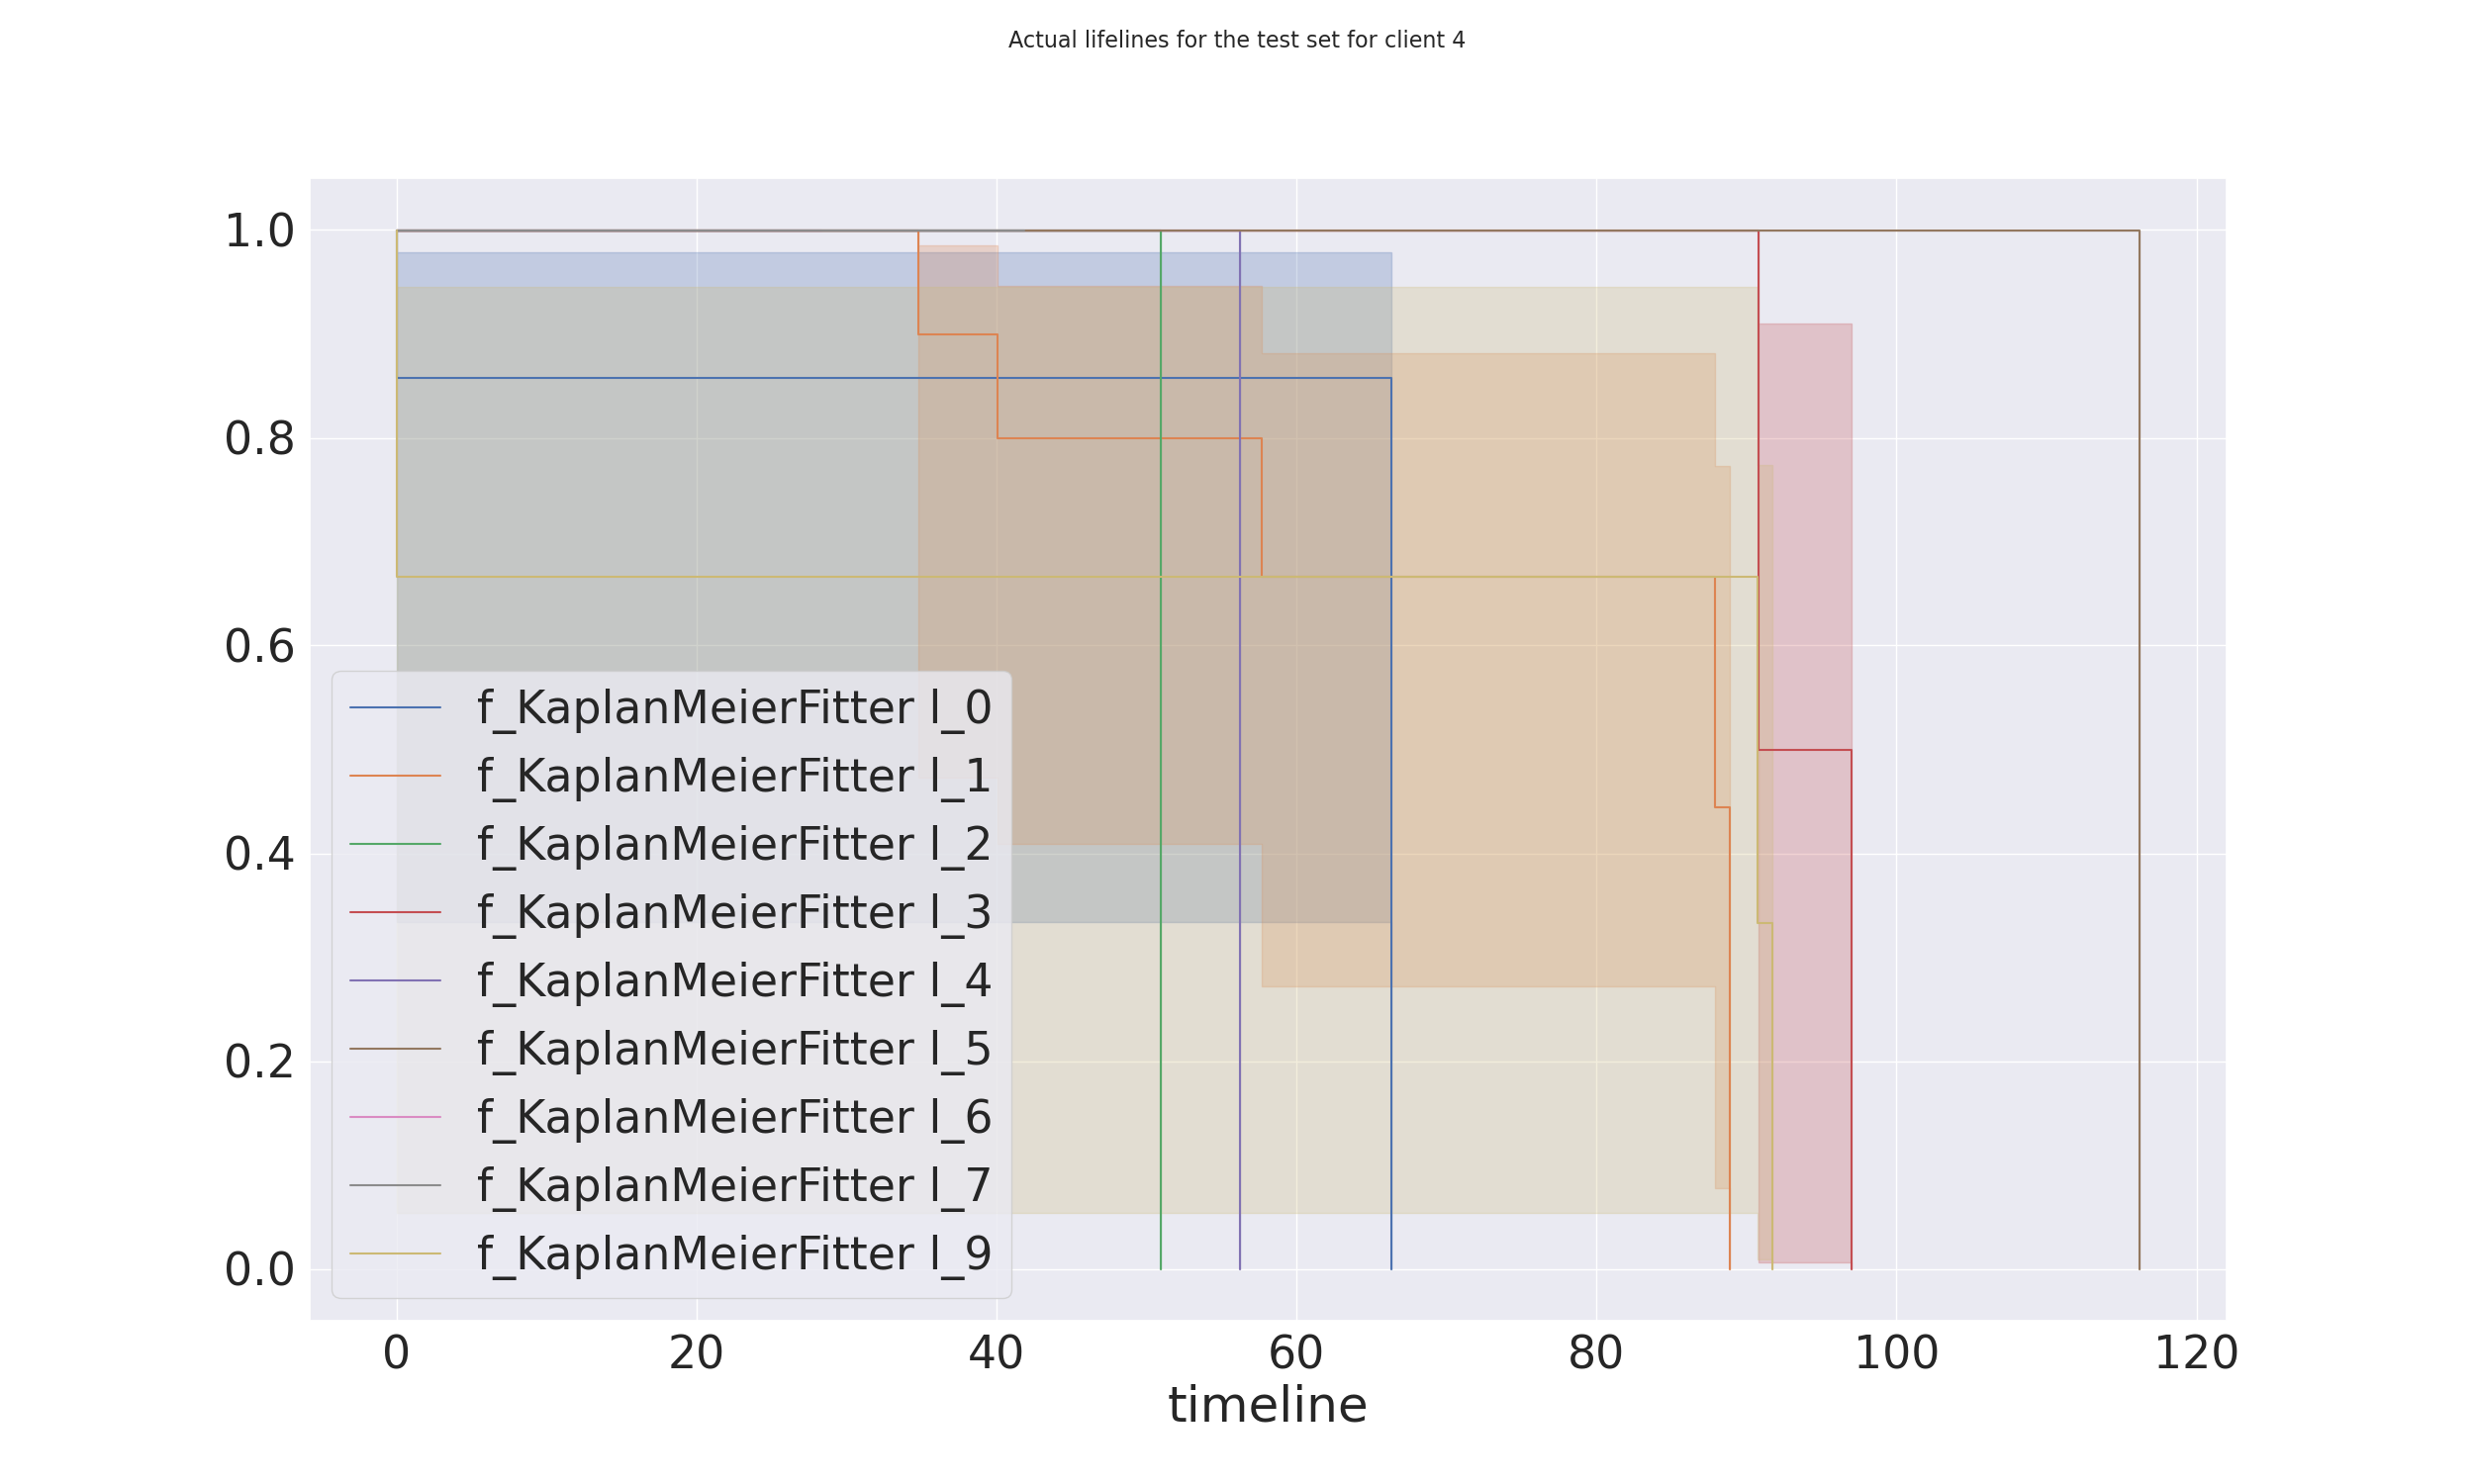 Actual lifelines for the test set for client 4
1.0
0.8
0.6
0.4
0.2
0.0
f_KaplanMeierFitter l_0
f_KaplanMeierFitter l_1
f_KaplanMeierFitter l_2
f_KaplanMeierFitter l_3
f_KaplanMeierFitter l_4
f_KaplanMeierFitter l_5
f_KaplanMeierFitter l_6
f_KaplanMeierFitter l_7
f_KaplanMeierFitter l_9
0 20 40 60 80 100 120
timeline